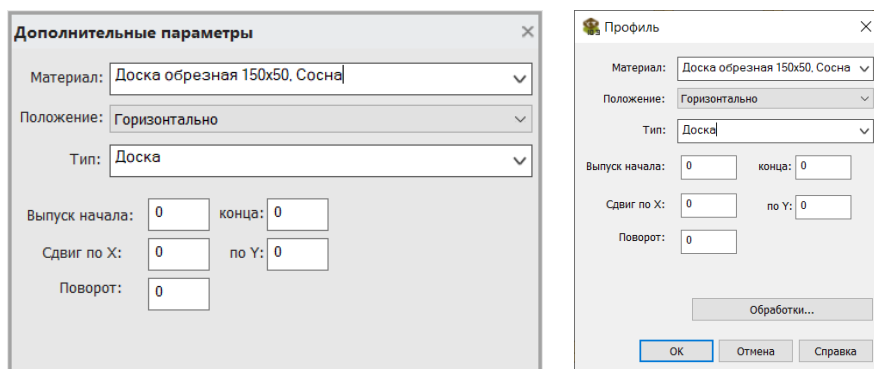 Дополнительные параметры
Материал: Доска обрезная 150х50, Сосна
Положение: Горизонтально
Тип: Доска
Выпуск начала: 0 конца: 0
Сдвиг по X: 0 по Y: 0
Поворот: 0
Профиль
Материал: Доска обрезная 150х50, Сосна
Положение: Горизонтально
Тип: Доска
Выпуск начала: 0 конца: 0
Сдвиг по X: 0 по Y: 0
Поворот: 0
Обработки...
ОК Отмена Справка